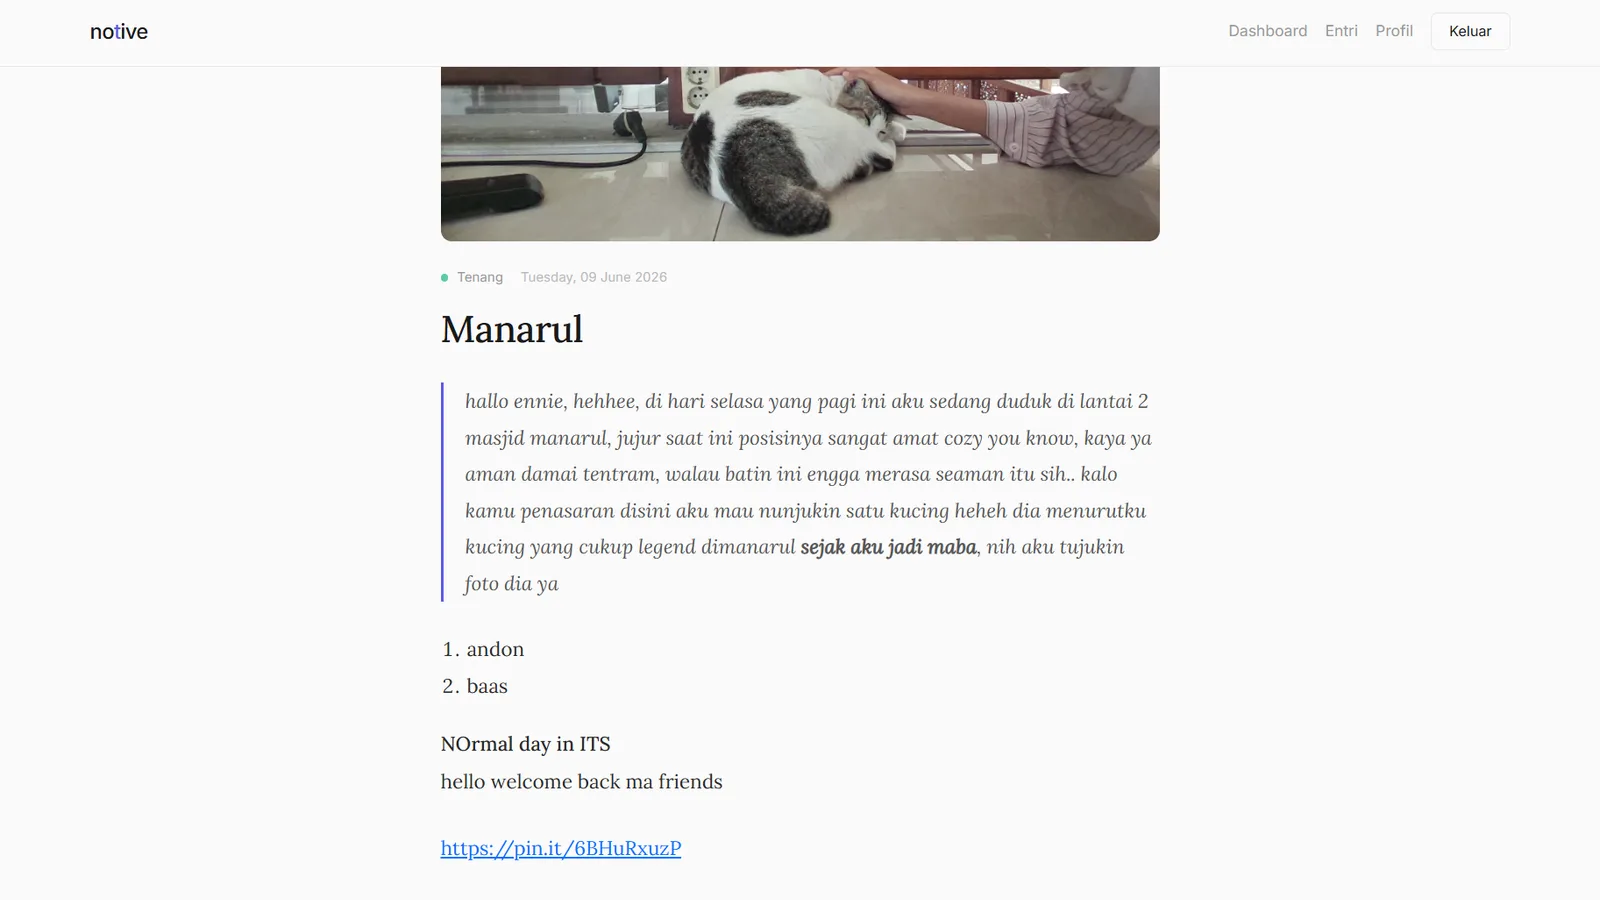 notive
Dashboard Entri Profil Keluar
Tenang Tuesday, 09 June 2026
Manarul
hallo ennie, hehhee, di hari selasa yang pagi ini aku sedang duduk di lantai 2
masjid manarul, jujur saat ini posisinya sangat amat cozy you know, kaya ya
aman damai tentram, walau batin ini engga merasa seaman itu sih.. kalo
kamu penasaran disini aku mau nunjukin satu kucing heheh dia menurutku
kucing yang cukup legend dimanarul sejak aku jadi maba, nih aku tujukin
foto dia ya
1. andon
2. baas
NOrmal day in ITS
hello welcome back ma friends
https://pin.it/6BHuRxuzP